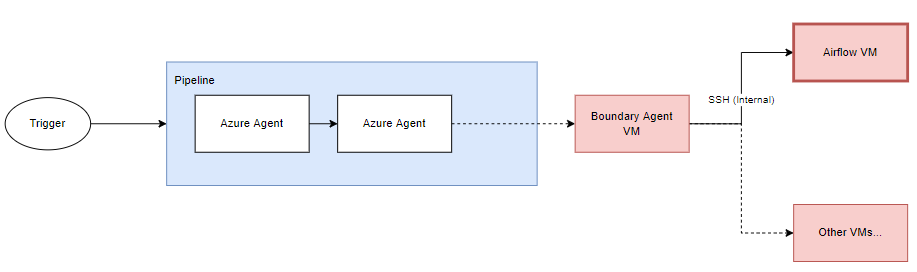 Trigger
Pipeline
Azure Agent
Azure Agent
Boundary Agent
VM
SSH (Internal)
Airflow VM
Other VMs...